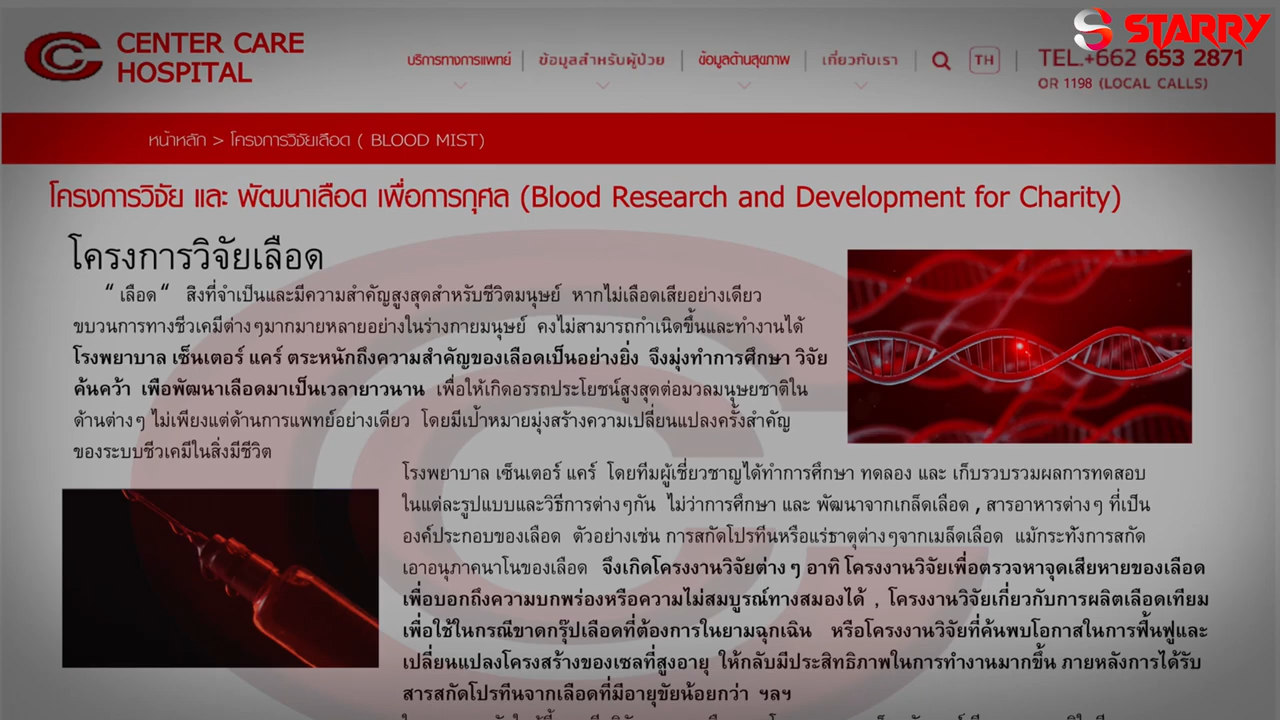 CENTER CARE
HOSPITAL
บริการทางการแพทย์ | ข้อมูลสำหรับผู้ป่วย | ข้อมูลด้านสุขภาพ | เกี่ยวกับเรา | TH |
STARRY
TEL.+662 653 2871
OR 1198 (LOCAL CALLS)
หน้าหลัก > โครงการวิจัยเลือด ( BLOOD MIST)
โครงการวิจัย และ พัฒนาเลือด เพื่อการกุศล (Blood Research and Development for Charity)
โครงการวิจัยเลือด
“ เลือด “ สิ่งที่จำเป็นและมีความสำคัญสูงสุดสำหรับชีวิตมนุษย์ หากไม่เลือดเสียอย่างเดียว
ขบวนการทางชีวเคมีต่างๆมากมายหลายอย่างในร่างกายมนุษย์ คงไม่สามารถกำเนิดขึ้นและทำงานได้
โรงพยาบาล เซ็นเตอร์ แคร์ ตระหนักถึงความสำคัญของเลือดเป็นอย่างยิ่ง จึงมุ่งทำการศึกษา วิจัย
ค้นคว้า เพื่อพัฒนาเลือดมาเป็นเวลายาวนาน เพื่อให้เกิดอรรถประโยชน์สูงสุดต่อมวลมนุษยชาติใน
ด้านต่างๆ ไม่เพียงแต่ด้านการแพทย์อย่างเดียว โดยมีเป้าหมายมุ่งสร้างความเปลี่ยนแปลงครั้งสำคัญ
ของระบบชีวเคมีในสิ่งมีชีวิต
โรงพยาบาล เซ็นเตอร์ แคร์ โดยทีมผู้เชี่ยวชาญได้ทำการศึกษา ทดลอง และ เก็บรวบรวมผลการทดสอบ
ในแต่ละรูปแบบและวิธีการต่างๆกัน ไม่ว่าการศึกษา และ พัฒนาจากเกล็ดเลือด , สารอาหารต่างๆ ที่เป็น
องค์ประกอบของเลือด ตัวอย่างเช่น การสกัดโปรทีนหรือแร่ธาตุต่างๆจากเมล็ดเลือด แม้กระทั่งการสกัด
เอาอนุภาคนาโนของเลือด จึงเกิดโครงงานวิจัยต่างๆ อาทิ โครงงานวิจัยเพื่อตรวจหาจุดเสียหายของเลือด
เพื่อบอกถึงความบกพร่องหรือความไม่สมบูรณ์ทางสมองได้ , โครงงานวิจัยเกี่ยวกับการผลิตเลือดเทียม
เพื่อใช้ในกรณีขาดกรุ๊ปเลือดที่ต้องการในยามฉุกเฉิน หรือโครงงานวิจัยที่ค้นพบโอกาสในการฟื้นฟูและ
เปลี่ยนแปลงโครงสร้างของเซลที่สูงอายุ ให้กลับมีประสิทธิภาพในการทำงานมากขึ้น ภายหลังการได้รับ
สารสกัดโปรทีนจากเลือดที่มีอายุขัยน้อยกว่า ฯลฯ